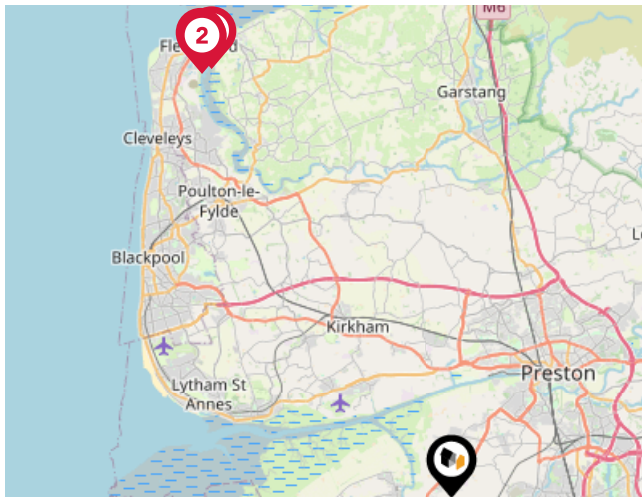 M6
2
Garstang
Cleveleys
Poulton-le-
Fylde
Blackpool
Kirkham
Preston
Lytham St
Annes